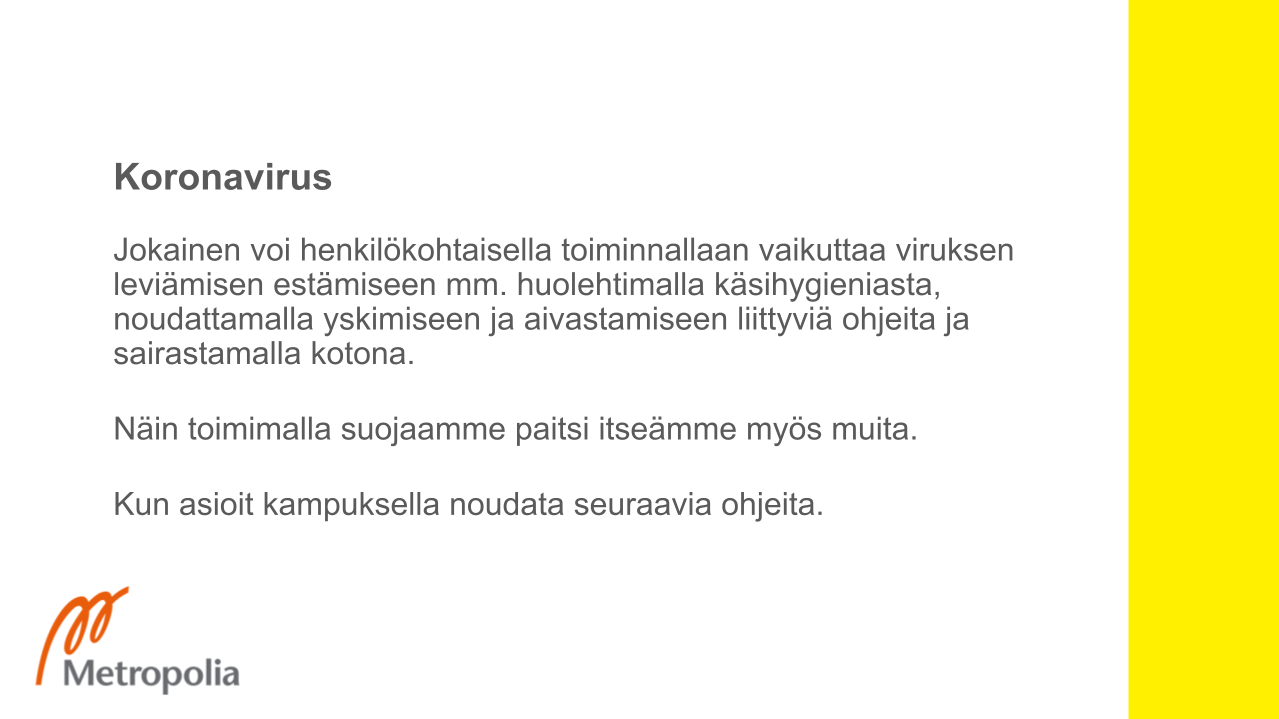 Koronavirus
Jokainen voi henkilökohtaisella toiminnallaan vaikuttaa viruksen
leviämisen estämiseen mm. huolehtimalla käsihygieniasta,
noudattamalla yskimiseen ja aivastamiseen liittyviä ohjeita ja
sairastamalla kotona.
Näin toimimalla suojaamme paitsi itseämme myös muita.
Kun asioit kampuksella noudata seuraavia ohjeita.
Metropolia